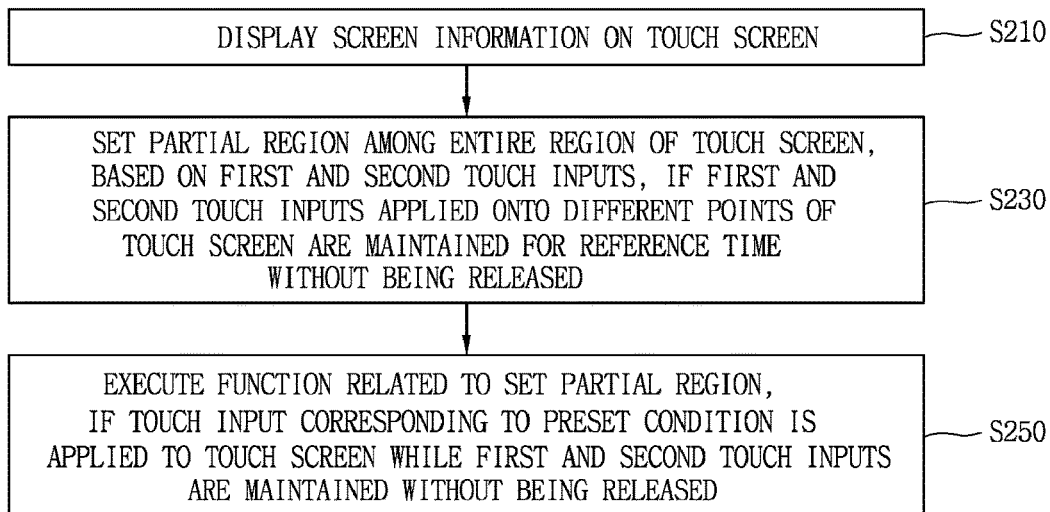 DISPLAY SCREEN INFORMATION ON TOUCH SCREEN
S210
SET PARTIAL REGION AMONG ENTIRE REGION OF TOUCH SCREEN,
BASED ON FIRST AND SECOND TOUCH INPUTS, IF FIRST AND
SECOND TOUCH INPUTS APPLIED ONTO DIFFERENT POINTS OF
TOUCH SCREEN ARE MAINTAINED FOR REFERENCE TIME
WITHOUT BEING RELEASED
S230
EXECUTE FUNCTION RELATED TO SET PARTIAL REGION,
IF TOUCH INPUT CORRESPONDING TO PRESET CONDITION IS
APPLIED TO TOUCH SCREEN WHILE FIRST AND SECOND TOUCH INPUTS
ARE MAINTAINED WITHOUT BEING RELEASED
S250